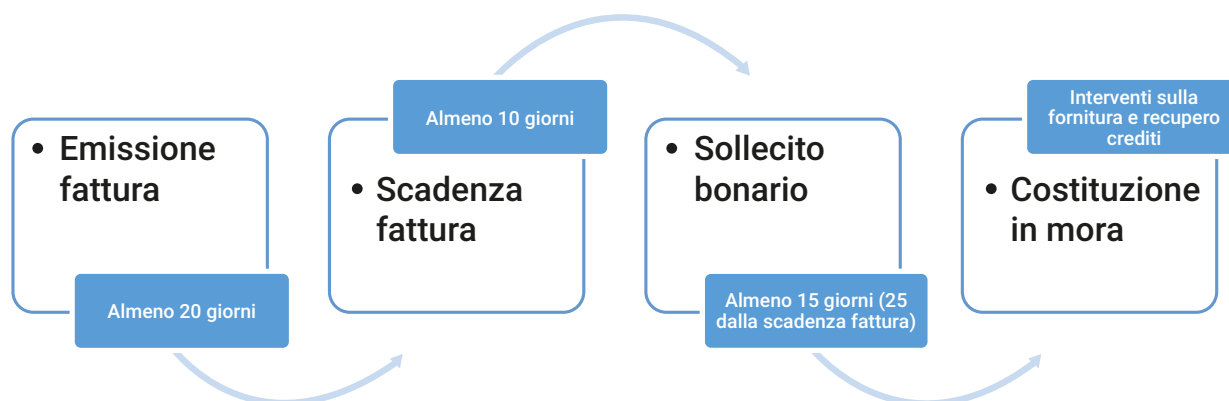 • Emissione
fattura
Almeno 20 giorni
Almeno 10 giorni
• Scadenza
fattura
• Sollecito
bonario
Almeno 15 giorni (25
dalla scadenza fattura)
Interventi sulla
fornitura e recupero
crediti
• Costituzione
in mora